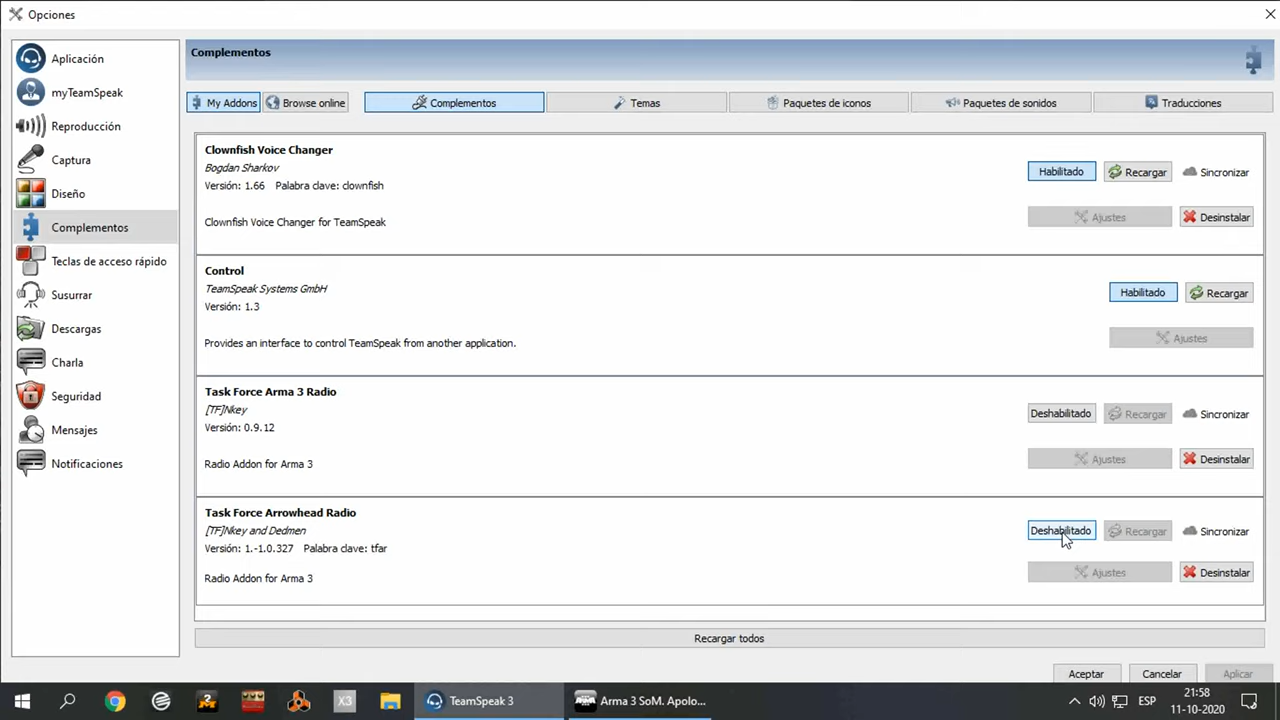 Opciones
Aplicación
myTeamSpeak
Reproducción
Captura
Diseño
Complementos
Teclas de acceso rápido
Susurrar
Descargas
Charla
Seguridad
Mensajes
Notificaciones
Complementos
My Addons
Browse online
Complementos
Temas
Paquetes de iconos
Paquetes de sonidos
Traducciones
Clownfish Voice Changer
Bogdan Sharkov
Versión: 1.66 Palabra clave: clownfish
Clownfish Voice Changer for TeamSpeak
Habilitado
Recargar
Sincronizar
Ajustes
Desinstalar
Control
TeamSpeak Systems GmbH
Versión: 1.3
Provides an interface to control TeamSpeak from another application.
Habilitado
Recargar
Ajustes
Task Force Arma 3 Radio
[TF]Nkey
Versión: 0.9.12
Radio Addon for Arma 3
Deshabilitado
Recargar
Sincronizar
Ajustes
Desinstalar
Task Force Arrowhead Radio
[TF]Nkey and Dedmen
Versión: 1.-1.0.327 Palabra clave: tfar
Radio Addon for Arma 3
Deshabilitado
Recargar
Sincronizar
Ajustes
Desinstalar
Recargar todos
Aceptar
Cancelar
Aplicar
X3
TeamSpeak 3
Arma 3 SoM. Apolo...
ESP
21:58
11-10-2020